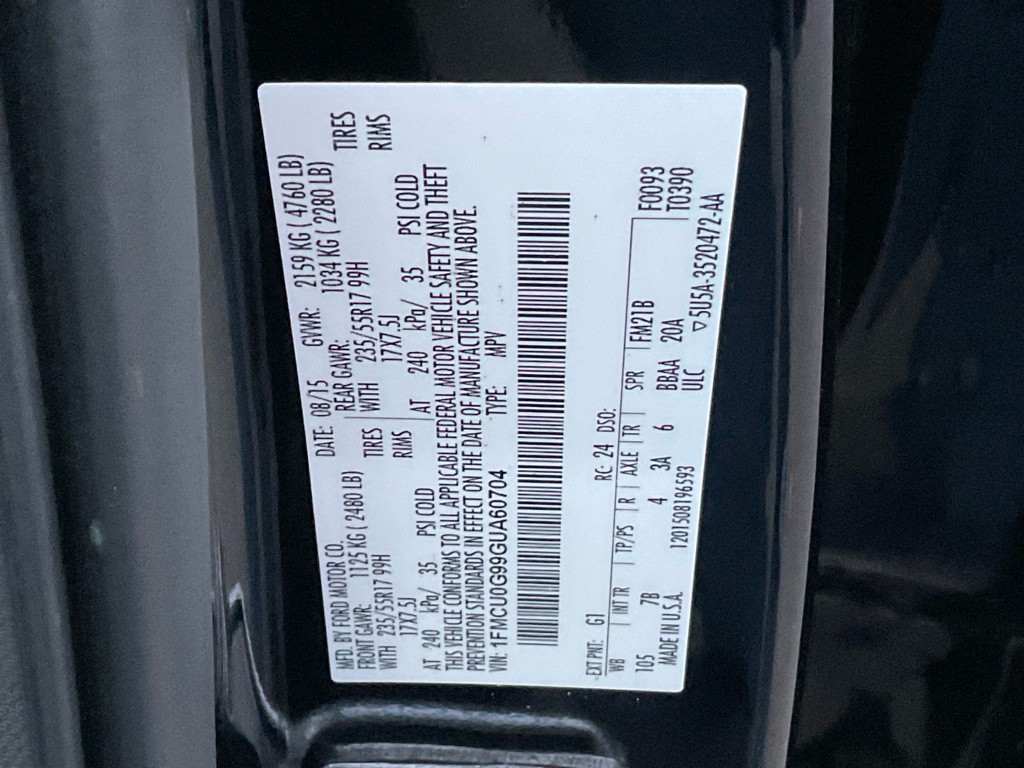 MFD. BY FORD MOTOR CO.
DATE: 08/15 GVWR: 2159 KG ( 4760 LB)
FRONT GAWR: 1125 KG ( 2480 LB) REAR GAWR: 1034 KG ( 2280 LB)
WITH 235/55R17 99H TIRES WITH 235/55R17 99H TIRES
17X7.5J RIMS 17X7.5J RIMS
AT 240 kPa/ 35 PSI COLD AT 240 kPa/ 35 PSI COLD
THIS VEHICLE CONFORMS TO ALL APPLICABLE FEDERAL MOTOR VEHICLE SAFETY AND THEFT
PREVENTION STANDARDS IN EFFECT ON THE DATE OF MANUFACTURE SHOWN ABOVE.
VIN: 1FMCU0G99GUA60704 TYPE: MPV
EXT PNT: G1 RC: 24 DSO: F0093
WB | INT TR | TP/PS | R | AXLE | TR | SPR | FM21B T0390
105 7B 4 3A 6 BBAA 20A
MADE IN U.S.A. 1201508196593 ULC ▽5U5A-3520472-AA